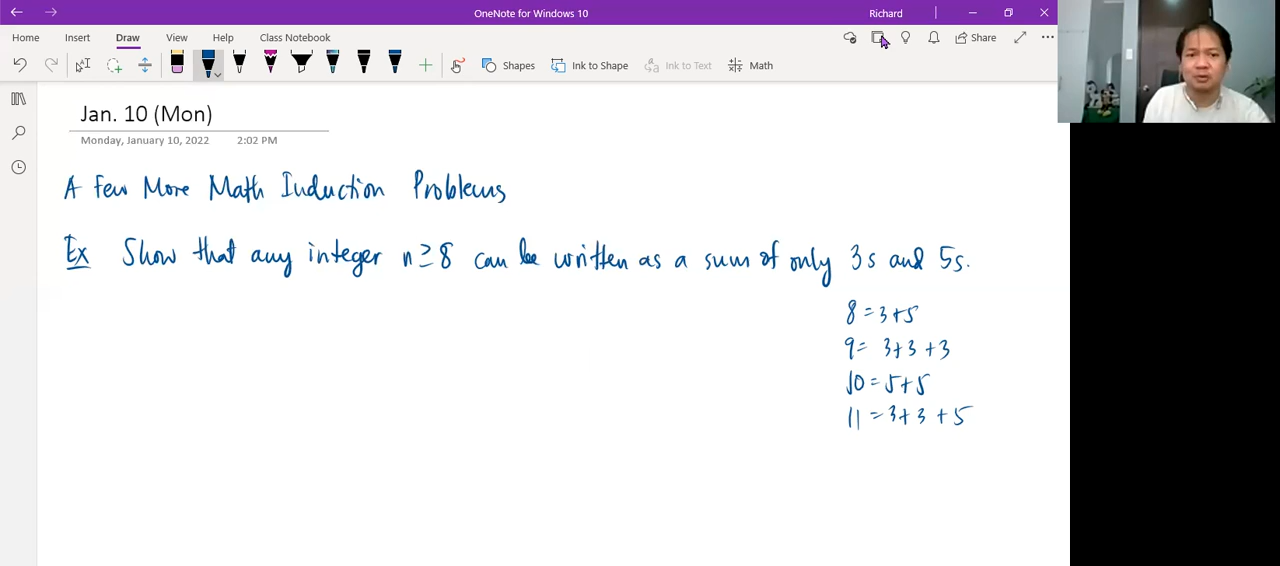 OneNote for Windows 10
Richard
Home Insert Draw View Help Class Notebook
Share
Shapes Ink to Shape Ink to Text Math
Jan. 10 (Mon)
Monday, January 10, 2022 2:02 PM
A Few More Math Induction Problems
Ex Show that any integer n ≥ 8 can be written as a sum of only 3s and 5s.
8 = 3+5
9 = 3+3+3
10 = 5+5
11 = 3+3+5